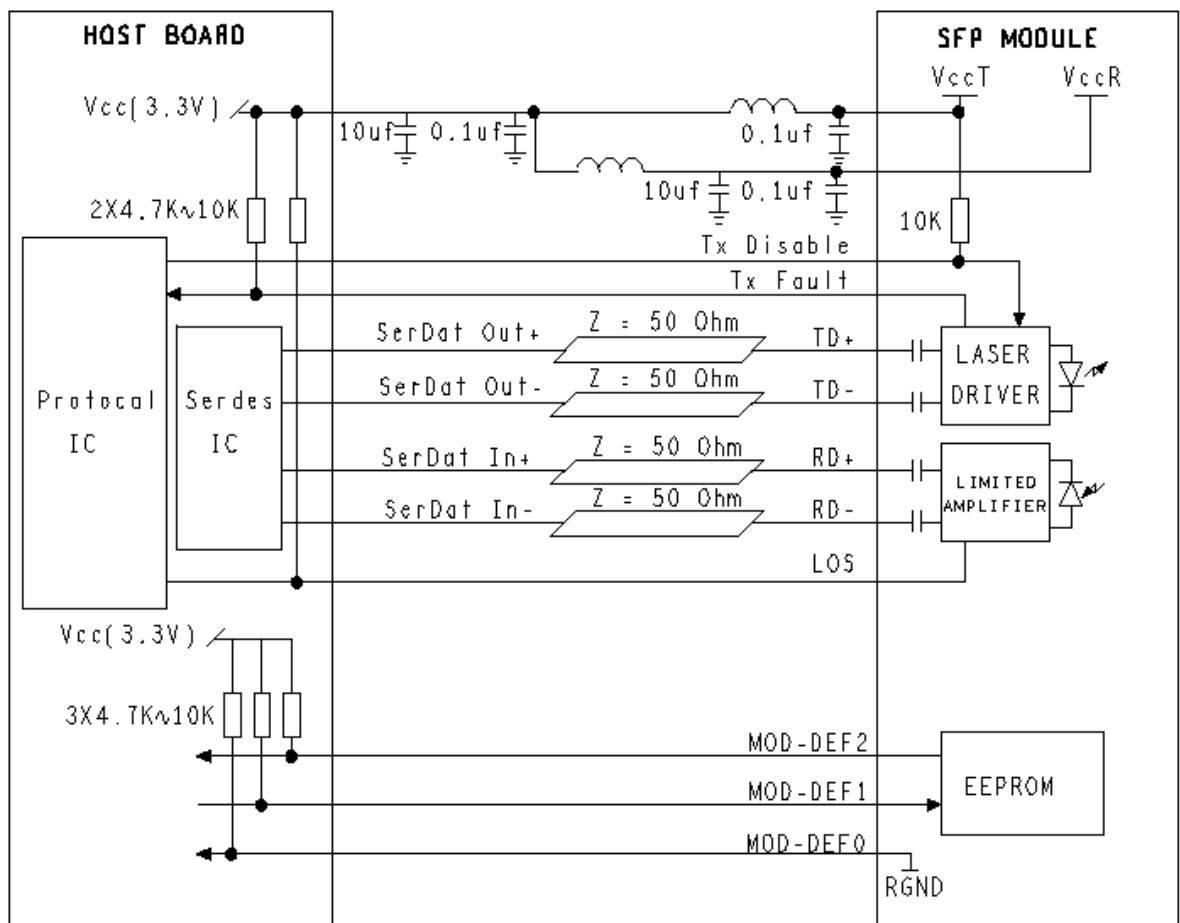 HOST BOARD
SFP MODULE
VccT
VccR
Vcc(3.3V)
10uf
0.1uf
0.1uf
10uf
0.1uf
2X4.7K~10K
10K
Tx Disable
Tx Fault
Protocal
IC
Serdes
IC
SerDat Out+
Z = 50 Ohm
TD+
SerDat Out-
Z = 50 Ohm
TD-
LASER
DRIVER
SerDat In+
Z = 50 Ohm
RD+
SerDat In-
Z = 50 Ohm
RD-
LIMITED
AMPLIFIER
LOS
Vcc(3.3V)
3X4.7K~10K
MOD-DEF2
MOD-DEF1
MOD-DEF0
EEPROM
RGND